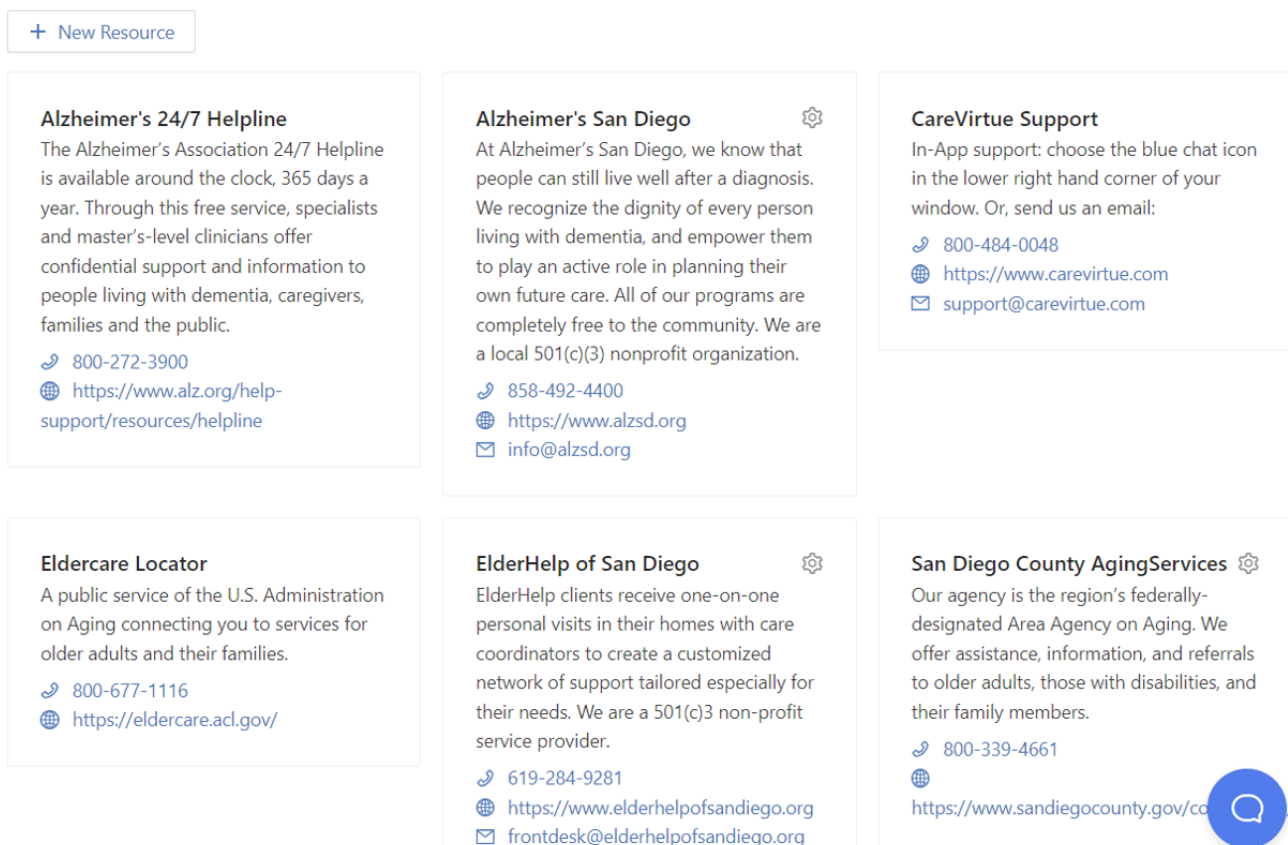 + New Resource
Alzheimer's 24/7 Helpline
The Alzheimer's Association 24/7 Helpline
is available around the clock, 365 days a
year. Through this free service, specialists
and master's-level clinicians offer
confidential support and information to
people living with dementia, caregivers,
families and the public.
800-272-3900
https://www.alz.org/help-
support/resources/helpline
Alzheimer's San Diego
At Alzheimer's San Diego, we know that
people can still live well after a diagnosis.
We recognize the dignity of every person
living with dementia, and empower them
to play an active role in planning their
own future care. All of our programs are
completely free to the community. We are
a local 501(c)(3) nonprofit organization.
858-492-4400
https://www.alzsd.org
info@alzsd.org
CareVirtue Support
In-App support: choose the blue chat icon
in the lower right hand corner of your
window. Or, send us an email:
800-484-0048
https://www.carevirtue.com
support@carevirtue.com
Eldercare Locator
A public service of the U.S. Administration
on Aging connecting you to services for
older adults and their families.
800-677-1116
https://eldercare.acl.gov/
ElderHelp of San Diego
ElderHelp clients receive one-on-one
personal visits in their homes with care
coordinators to create a customized
network of support tailored especially for
their needs. We are a 501(c)3 non-profit
service provider.
619-284-9281
https://www.elderhelpofsandiego.org
frontdesk@elderhelpofsandiego.org
San Diego County AgingServices
Our agency is the region's federally-
designated Area Agency on Aging. We
offer assistance, information, and referrals
to older adults, those with disabilities, and
their family members.
800-339-4661
https://www.sandiegocounty.gov/co